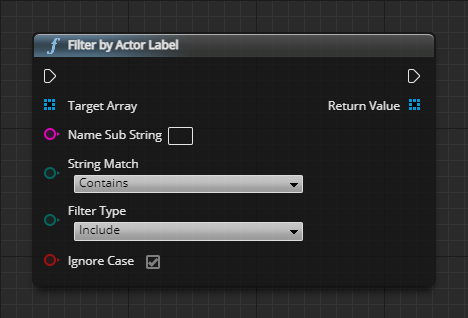 Filter by Actor Label
Target Array
Return Value
Name Sub String
String Match
Contains
Filter Type
Include
Ignore Case